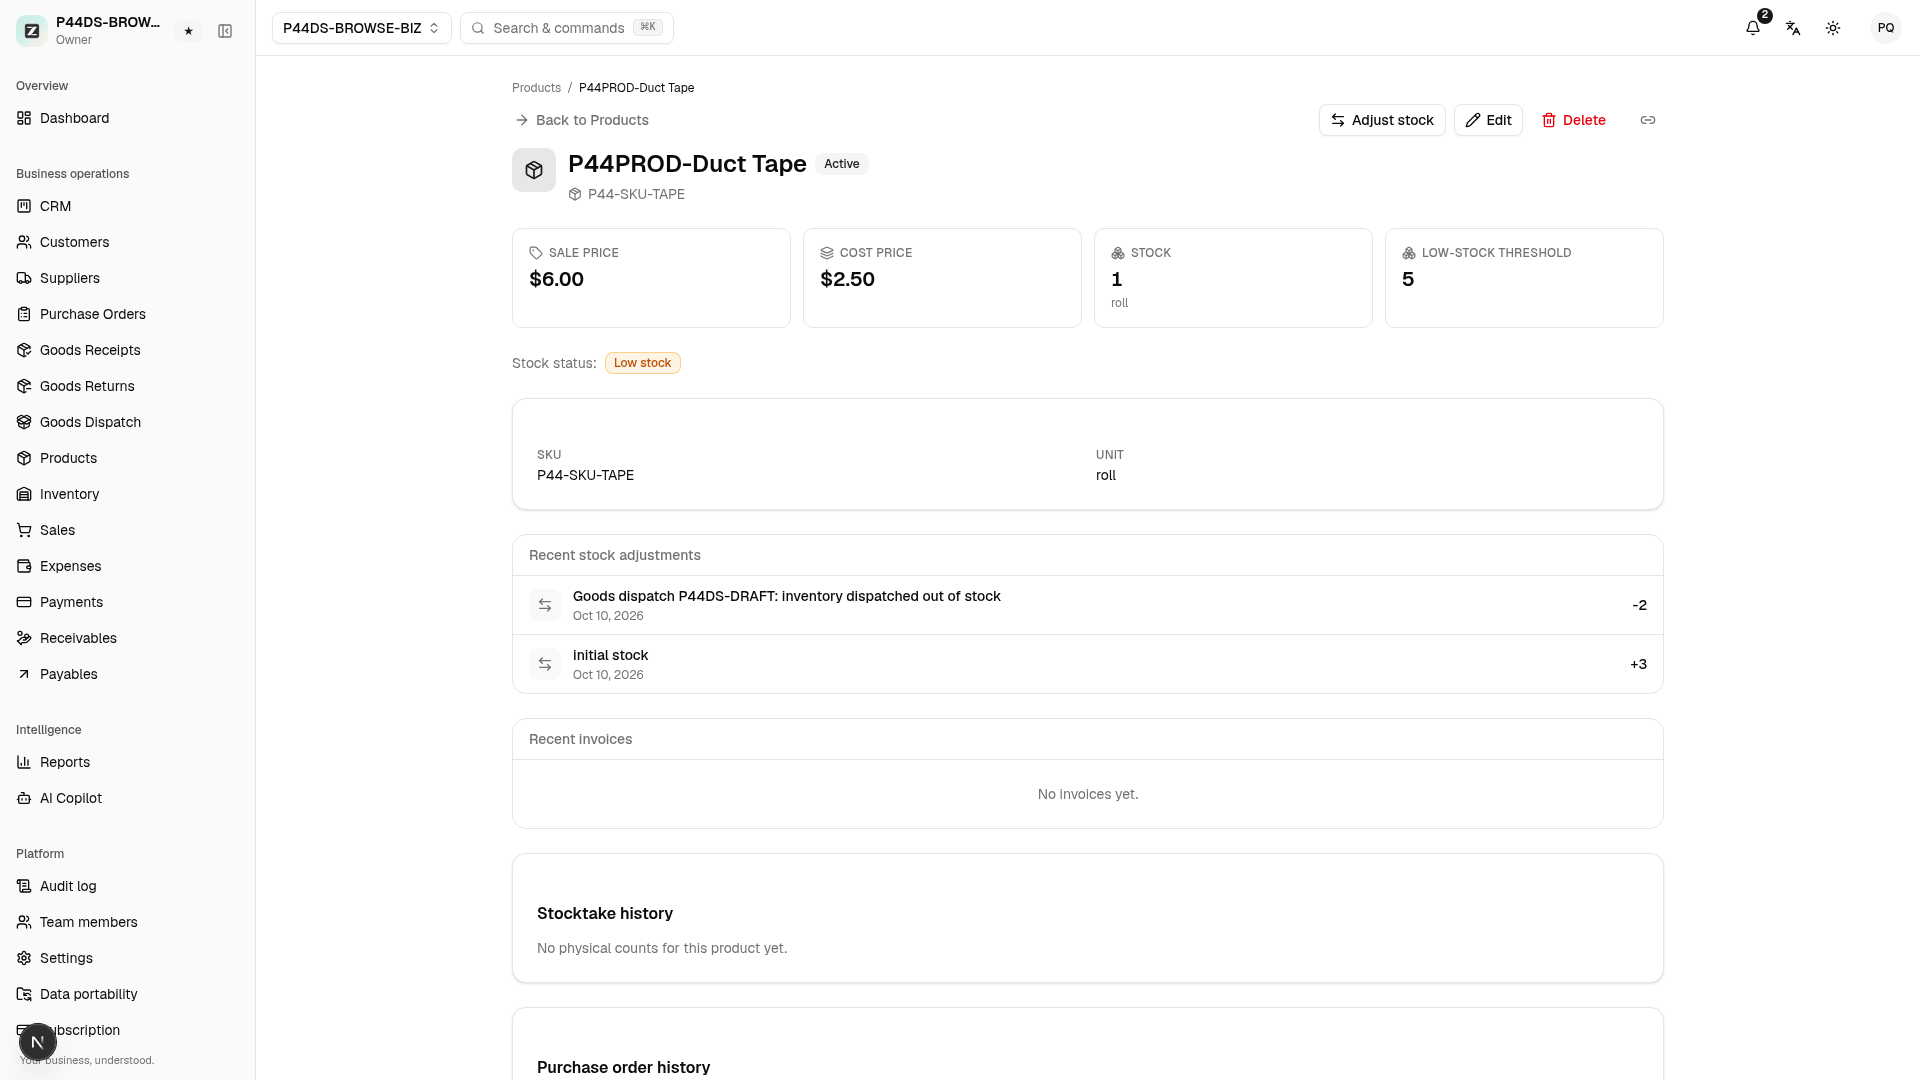 P44DS-BROW...
Owner
P44DS-BROWSE-BIZ
Search & commands ⌘K
2
PQ
Overview
Dashboard
Business operations
CRM
Customers
Suppliers
Purchase Orders
Goods Receipts
Goods Returns
Goods Dispatch
Products
Inventory
Sales
Expenses
Payments
Receivables
Payables
Intelligence
Reports
AI Copilot
Platform
Audit log
Team members
Settings
Data portability
ubscription
N
Your business, understood.
Products / P44PROD-Duct Tape
Back to Products
Adjust stock
Edit
Delete
P44PROD-Duct Tape
Active
P44-SKU-TAPE
SALE PRICE
$6.00
COST PRICE
$2.50
STOCK
1
roll
LOW-STOCK THRESHOLD
5
Stock status: Low stock
SKU
P44-SKU-TAPE
UNIT
roll
Recent stock adjustments
Goods dispatch P44DS-DRAFT: inventory dispatched out of stock
Oct 10, 2026
-2
initial stock
Oct 10, 2026
+3
Recent invoices
No invoices yet.
Stocktake history
No physical counts for this product yet.
Purchase order history